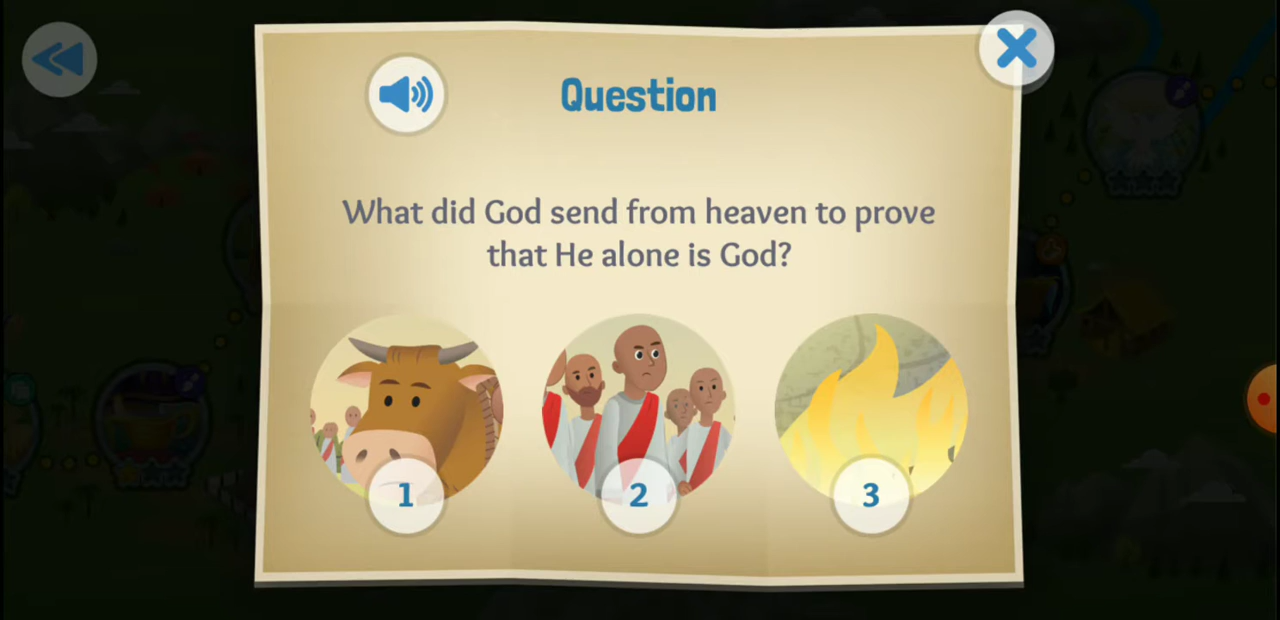 Question
What did God send from heaven to prove
that He alone is God?
1
2
3